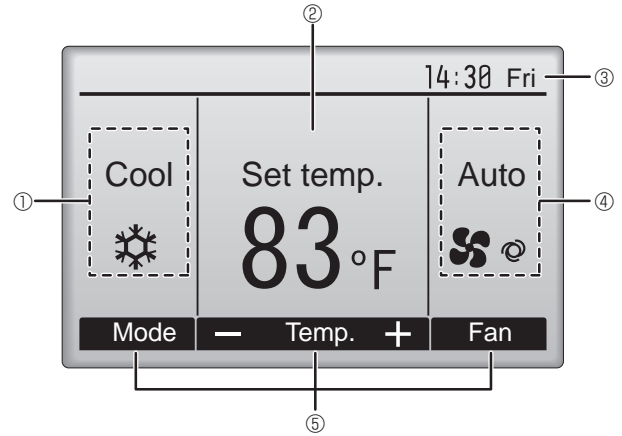 ②
14:30 Fri
③
Cool
Set temp.
Auto
①
④
83°F
Mode — Temp. + Fan
⑤